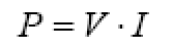 P = V · I